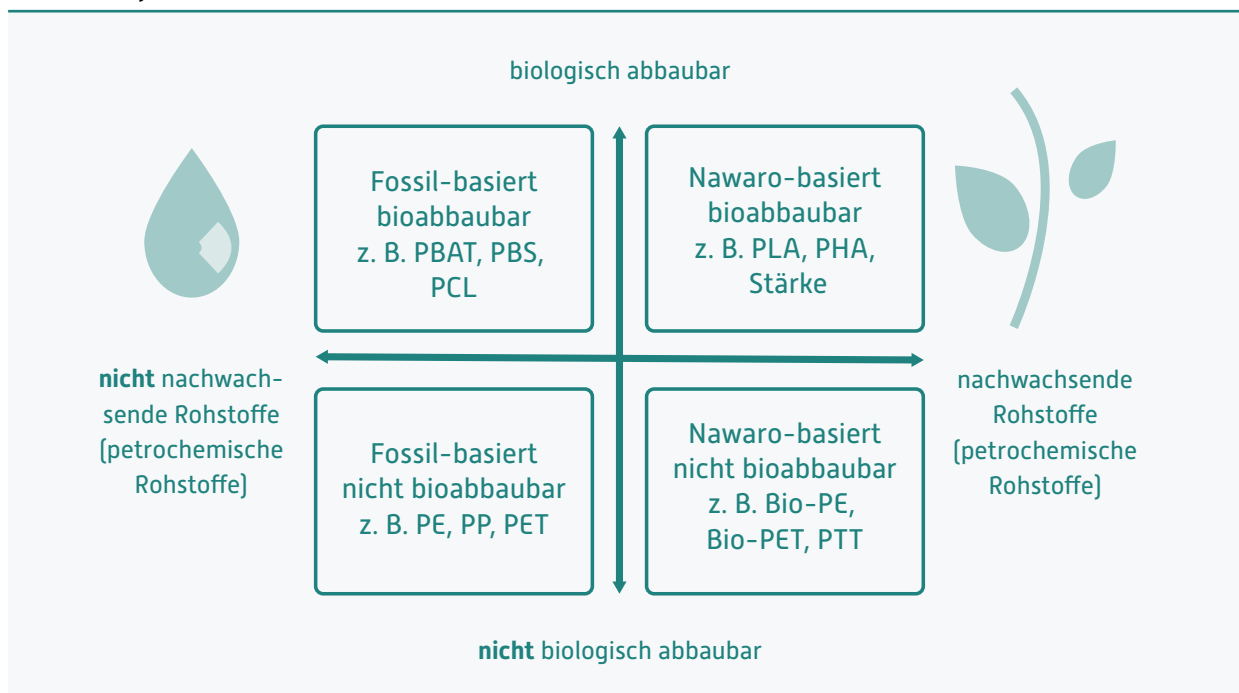 biologisch abbaubar
Fossil-basiert
bioabbaubar
z. B. PBAT, PBS,
PCL
Nawaro-basiert
bioabbaubar
z. B. PLA, PHA,
Stärke
nicht nachwach-
sende Rohstoffe
(petrochemische
Rohstoffe)
nachwachsende
Rohstoffe
(petrochemische
Rohstoffe)
Fossil-basiert
nicht bioabbaubar
z. B. PE, PP, PET
Nawaro-basiert
nicht bioabbaubar
z. B. Bio-PE,
Bio-PET, PTT
nicht biologisch abbaubar